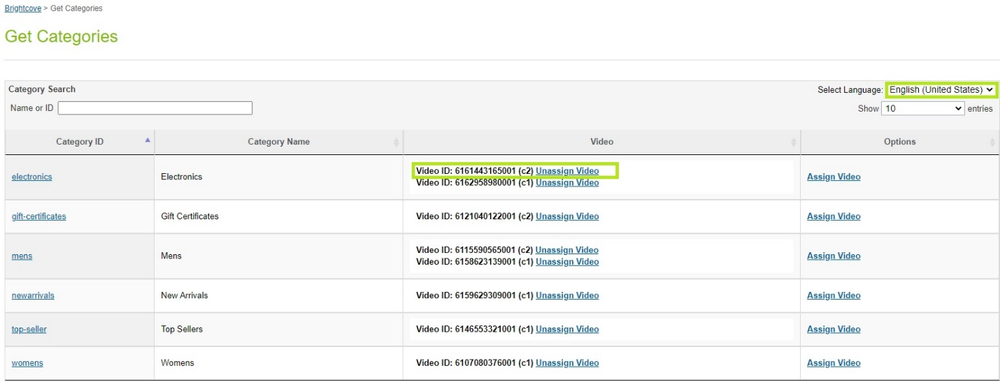 Brightcove > Get Categories
Get Categories
Category Search
Select Language: English (United States)
Name or ID
Show 10 entries
Category ID Category Name Video Options
electronics Electronics Video ID: 6161443165001 (c2) Unassign Video Assign Video
Video ID: 6162958980001 (c1) Unassign Video
gift-certificates Gift Certificates Video ID: 6121040122001 (c2) Unassign Video Assign Video
mens Mens Video ID: 6115590565001 (c2) Unassign Video Assign Video
Video ID: 6158623139001 (c1) Unassign Video
newarrivals New Arrivals Video ID: 6159629309001 (c1) Unassign Video Assign Video
top-seller Top Sellers Video ID: 6146553321001 (c1) Unassign Video Assign Video
womens Womens Video ID: 6107080376001 (c1) Unassign Video Assign Video